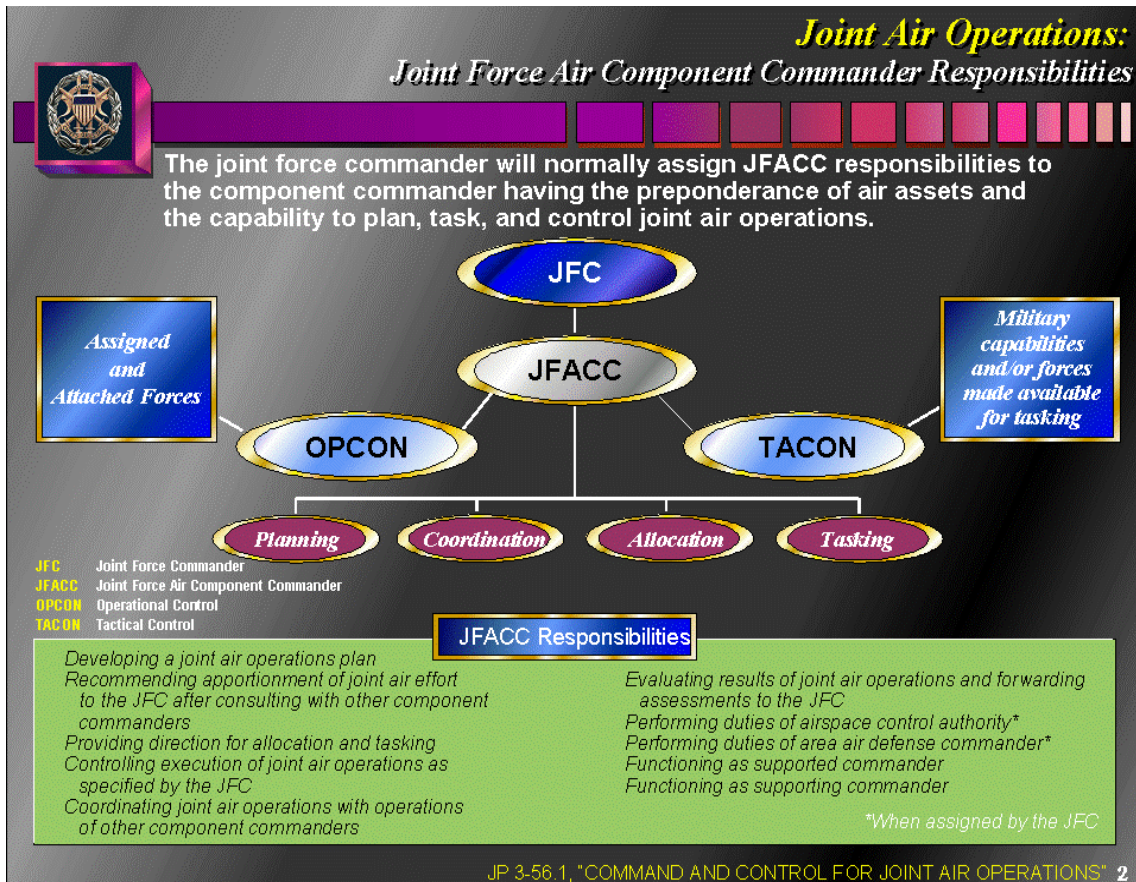 Joint Air Operations:
Joint Force Air Component Commander Responsibilities
The joint force commander will normally assign JFACC responsibilities to
the component commander having the preponderance of air assets and
the capability to plan, task, and control joint air operations.
JFC
Assigned
and
Attached Forces
JFACC
Military
capabilities
and/or forces
made available
for tasking
OPCON
TACON
Planning
Coordination
Allocation
Tasking
JFC Joint Force Commander
JFACC Joint Force Air Component Commander
OPCON Operational Control
TACON Tactical Control
JFACC Responsibilities
Developing a joint air operations plan
Recommending apportionment of joint air effort
to the JFC after consulting with other component
commanders
Providing direction for allocation and tasking
Controlling execution of joint air operations as
specified by the JFC
Coordinating joint air operations with operations
of other component commanders
Evaluating results of joint air operations and forwarding
assessments to the JFC
Performing duties of airspace control authority*
Performing duties of area air defense commander*
Functioning as supported commander
Functioning as supporting commander
*When assigned by the JFC
JP 3-56.1, "COMMAND AND CONTROL FOR JOINT AIR OPERATIONS" 2